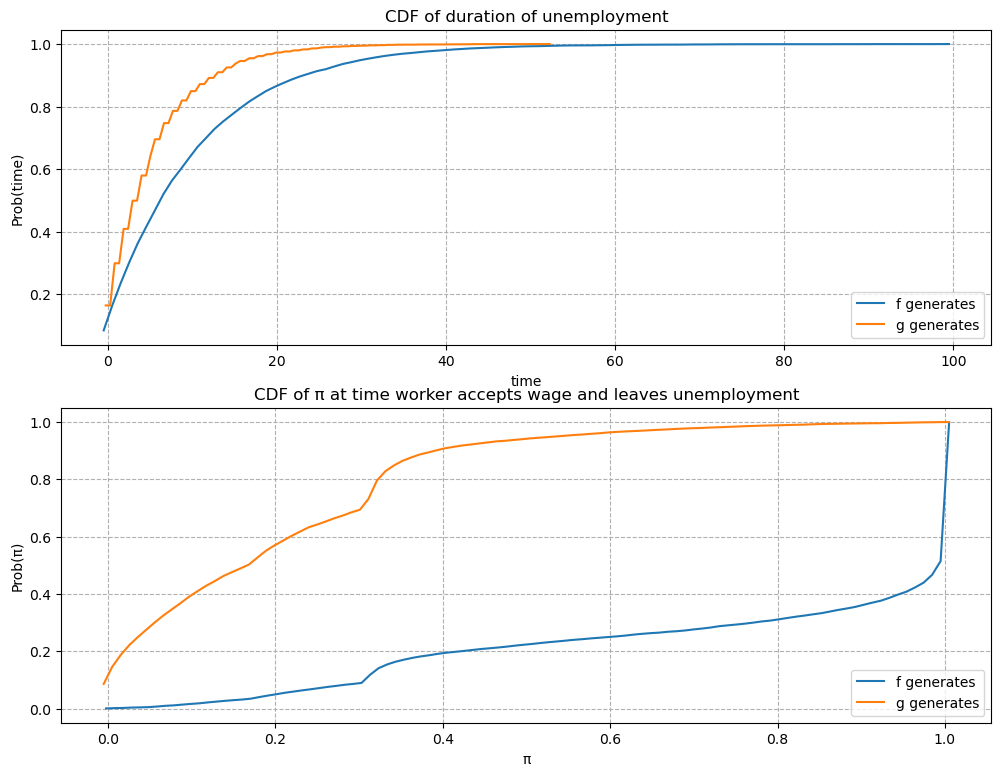 CDF of duration of unemployment
Prob(time)
1.0
0.8
0.6
0.4
0.2
0 20 40 60 80 100
time
f generates
g generates
CDF of π at time worker accepts wage and leaves unemployment
Prob(π)
1.0
0.8
0.6
0.4
0.2
0.0
0.0 0.2 0.4 0.6 0.8 1.0
π
f generates
g generates